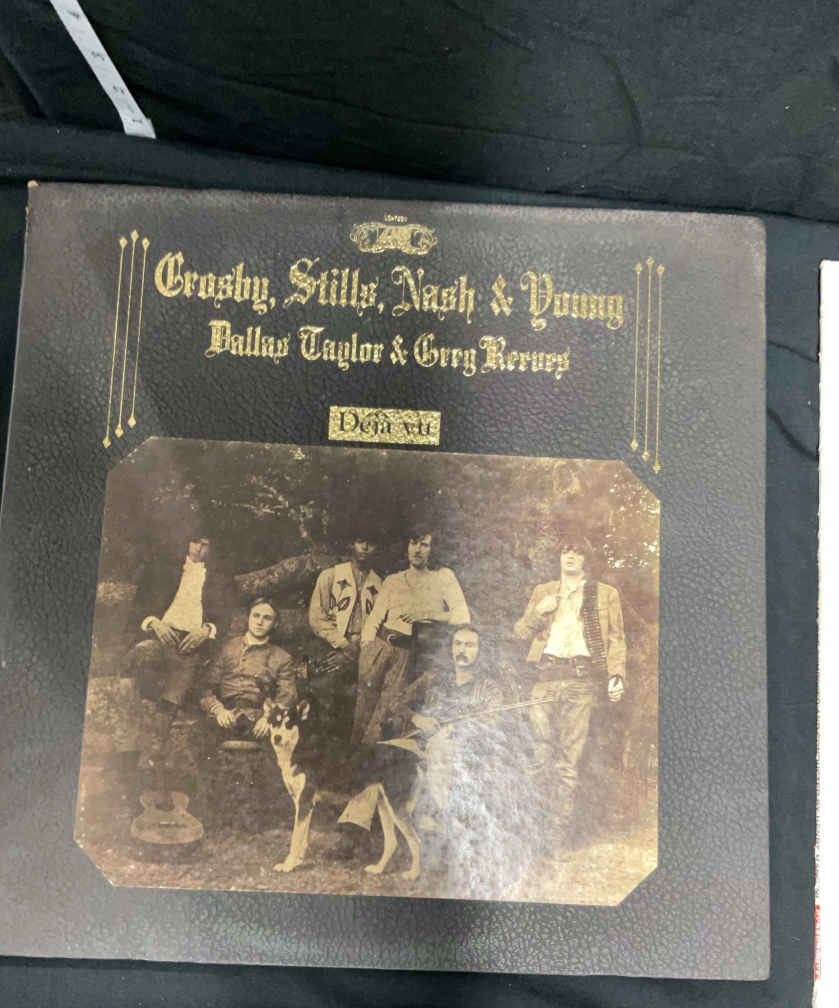 Crosby, Stills, Nash & Young
Dallas Taylor & Greg Reeves
Déjà vu